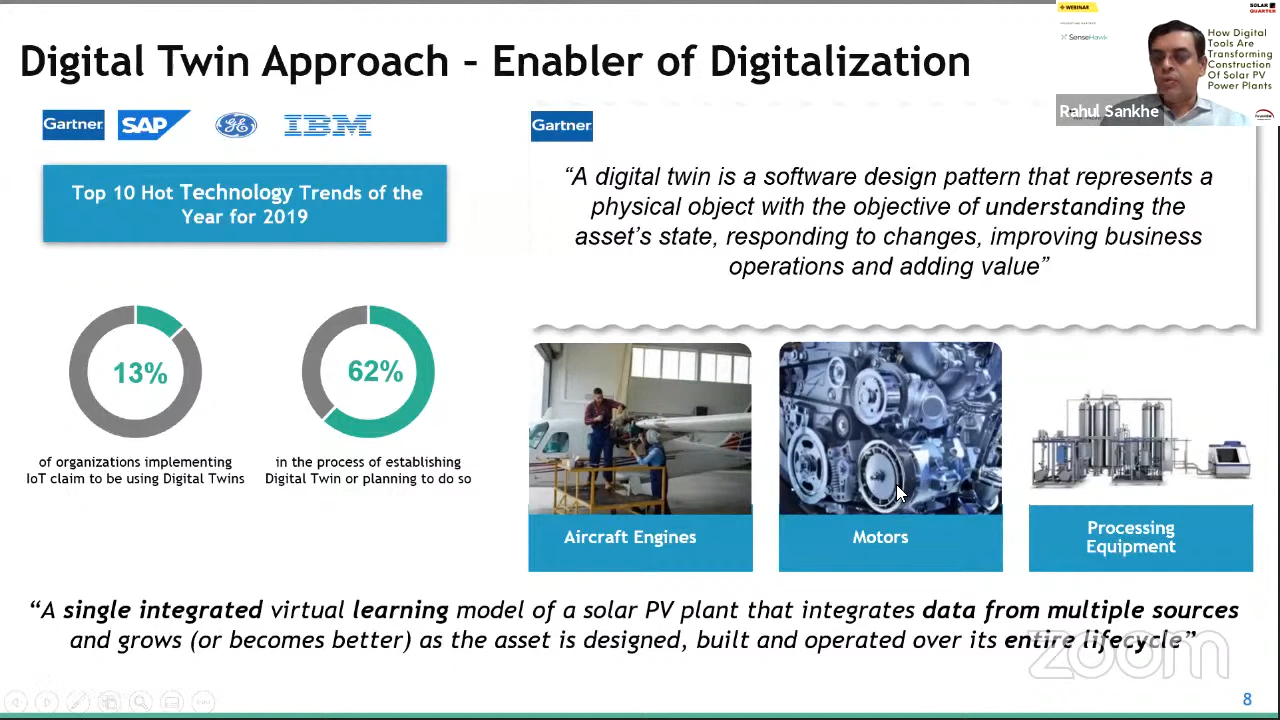 Digital Twin Approach – Enabler of Digitalization
WEBINAR
SOLAR
QUARTER
SenseHawk
How Digital
Tools Are
Transforming
Construction
Of Solar PV
Power Plants
Rahul Sankhe
Gartner
SAP
GE
IBM
Top 10 Hot Technology Trends of the
Year for 2019
13%
of organizations implementing
IoT claim to be using Digital Twins
62%
in the process of establishing
Digital Twin or planning to do so
Gartner
“A digital twin is a software design pattern that represents a
physical object with the objective of understanding the
asset’s state, responding to changes, improving business
operations and adding value”
Aircraft Engines
Motors
Processing
Equipment
“A single integrated virtual learning model of a solar PV plant that integrates data from multiple sources
and grows (or becomes better) as the asset is designed, built and operated over its entire lifecycle”
zoom
8